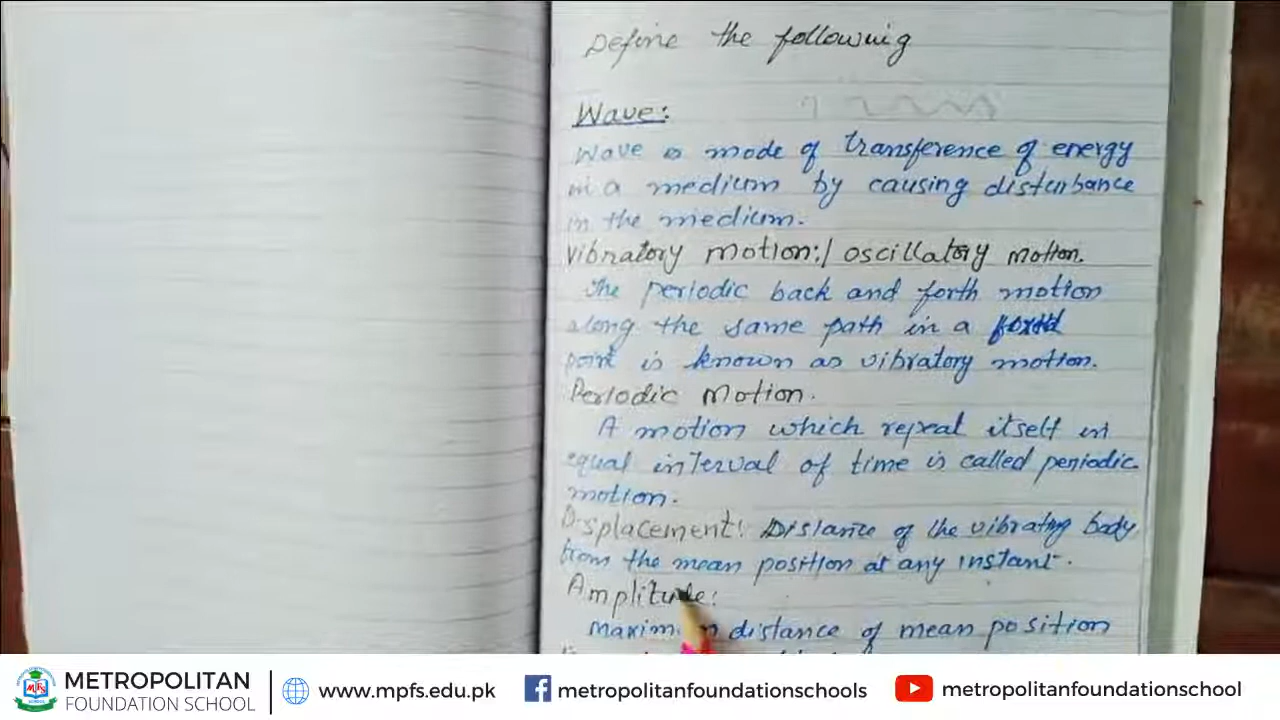 Define the following
Wave:
Wave is mode of transference of energy
in a medium by causing disturbance
in the medium.
Vibratory motion:/ oscillatory motion.
The periodic back and forth motion
along the same path in a
point is known as vibratory motion.
Periodic Motion.
A motion which repeat itself in
equal interval of time is called periodic
motion.
Displacement: Distance of the vibrating body
from the mean position at any instant.
Amplitude:
distance of mean position
METROPOLITAN
FOUNDATION SCHOOL
www.mpfs.edu.pk
metropolitanfoundationschools
metropolitanfoundationschool